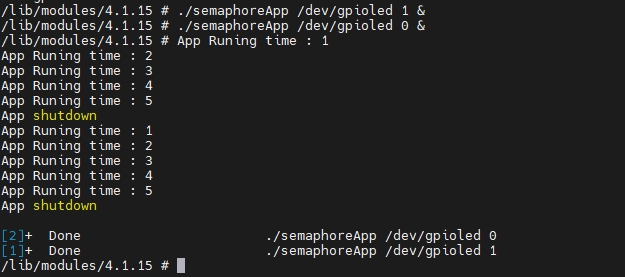 /lib/modules/4.1.15 # ./semaphoreApp /dev/gpioled 1 &
/lib/modules/4.1.15 # ./semaphoreApp /dev/gpioled 0 &
/lib/modules/4.1.15 # App Runing time : 1
App Runing time : 2
App Runing time : 3
App Runing time : 4
App Runing time : 5
App shutdown
App Runing time : 1
App Runing time : 2
App Runing time : 3
App Runing time : 4
App Runing time : 5
App shutdown
[2]+  Done                       ./semaphoreApp /dev/gpioled 0
[1]+  Done                       ./semaphoreApp /dev/gpioled 1
/lib/modules/4.1.15 #